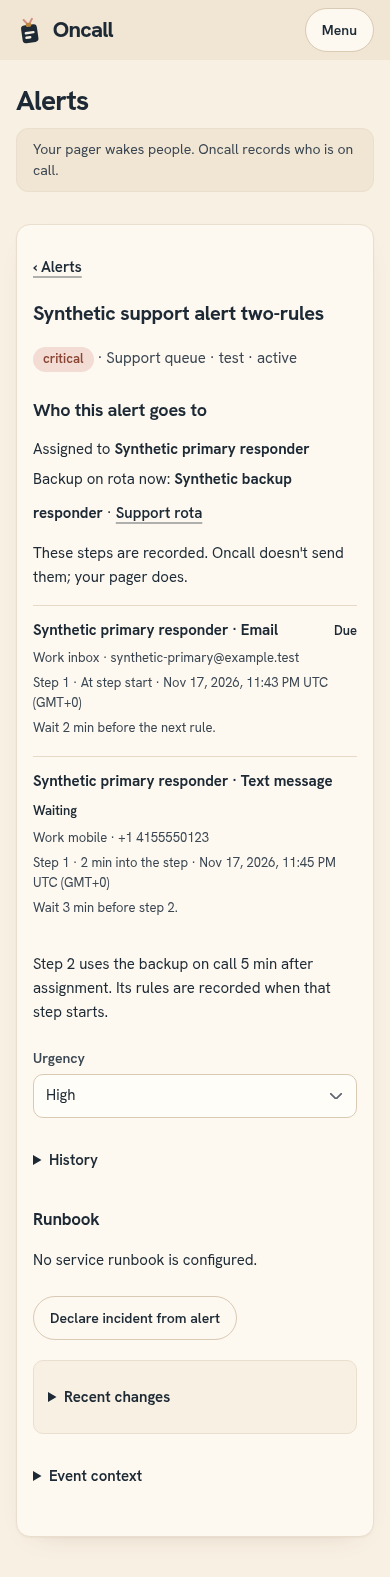 Oncall
Menu
Alerts
Your pager wakes people. Oncall records who is on
call.
‹ Alerts
Synthetic support alert two-rules
critical · Support queue · test · active
Who this alert goes to
Assigned to Synthetic primary responder
Backup on rota now: Synthetic backup
responder · Support rota
These steps are recorded. Oncall doesn't send
them; your pager does.
Synthetic primary responder · Email
Due
Work inbox · synthetic-primary@example.test
Step 1 · At step start · Nov 17, 2026, 11:43 PM UTC
(GMT+0)
Wait 2 min before the next rule.
Synthetic primary responder · Text message
Waiting
Work mobile · +1 4155550123
Step 1 · 2 min into the step · Nov 17, 2026, 11:45 PM
UTC (GMT+0)
Wait 3 min before step 2.
Step 2 uses the backup on call 5 min after
assignment. Its rules are recorded when that
step starts.
Urgency
High
History
Runbook
No service runbook is configured.
Declare incident from alert
Recent changes
Event context